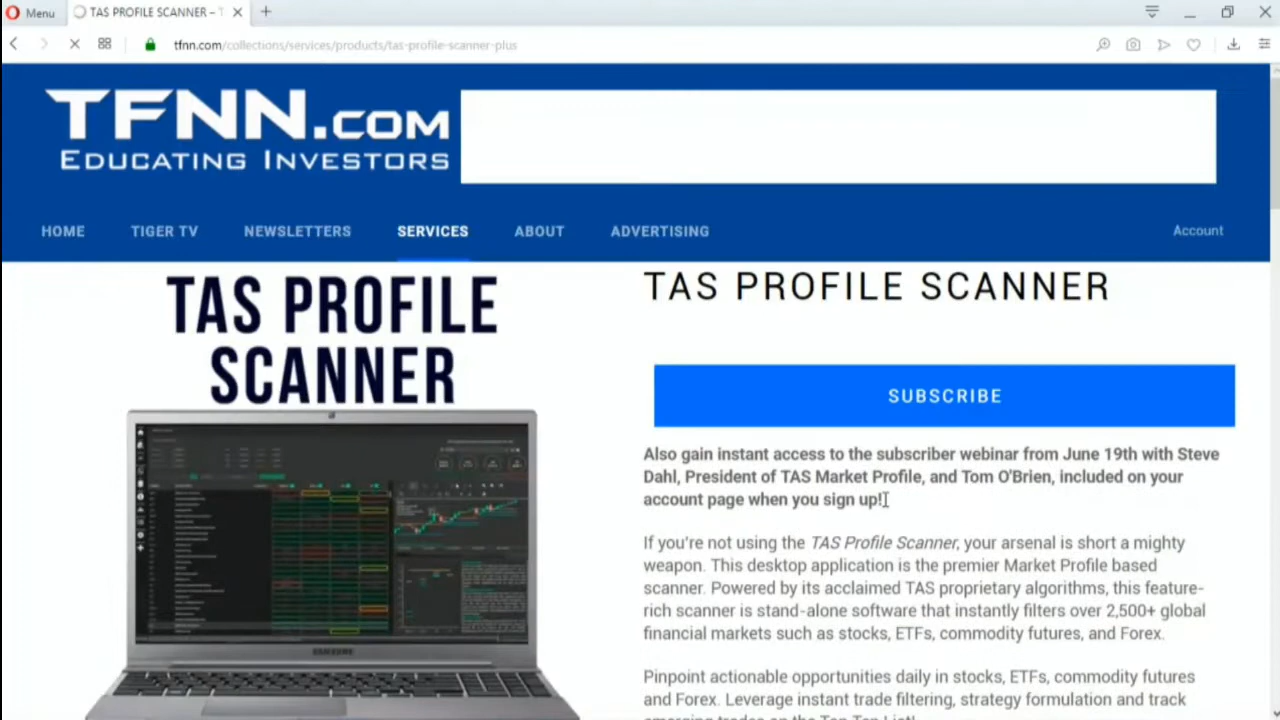 Menu
TAS PROFILE SCANNER – T
tfnn.com/collections/services/products/tas-profile-scanner-plus
TFNN.COM
EDUCATING INVESTORS
HOME TIGER TV NEWSLETTERS SERVICES ABOUT ADVERTISING Account
TAS PROFILE
SCANNER
SAMSUNG
TAS PROFILE SCANNER
SUBSCRIBE
Also gain instant access to the subscriber webinar from June 19th with Steve
Dahl, President of TAS Market Profile, and Tom O'Brien, included on your
account page when you sign up!
If you're not using the TAS Profile Scanner, your arsenal is short a mighty
weapon. This desktop application is the premier Market Profile based
scanner. Powered by its acclaimed TAS proprietary algorithms, this feature-
rich scanner is stand-alone software that instantly filters over 2,500+ global
financial markets such as stocks, ETFs, commodity futures, and Forex.
Pinpoint actionable opportunities daily in stocks, ETFs, commodity futures
and Forex. Leverage instant trade filtering, strategy formulation and track
emerging trades on the Top Ten List!